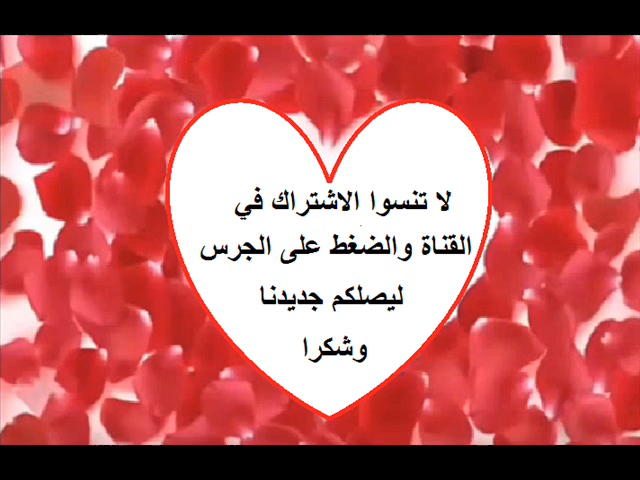 لا تنسوا الاشتراك في
القناة والضغط على الجرس
ليصلكم جديدنا
وشكرا